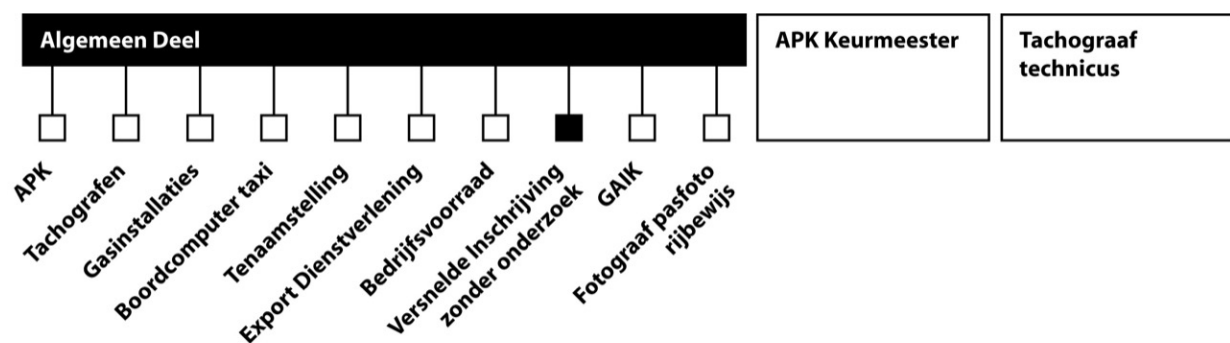 Algemeen Deel
APK Keurmeester
Tachograaf
technicus
APK
Tachografen
Gasinstallaties
Boordcomputer taxi
Tenaamstelling
Export Dienstverlening
Bedrijfsvoorraad
Versnelde Inschrijving
zonder onderzoek
GAIK
Fotograaf pasfoto
rijbewijs